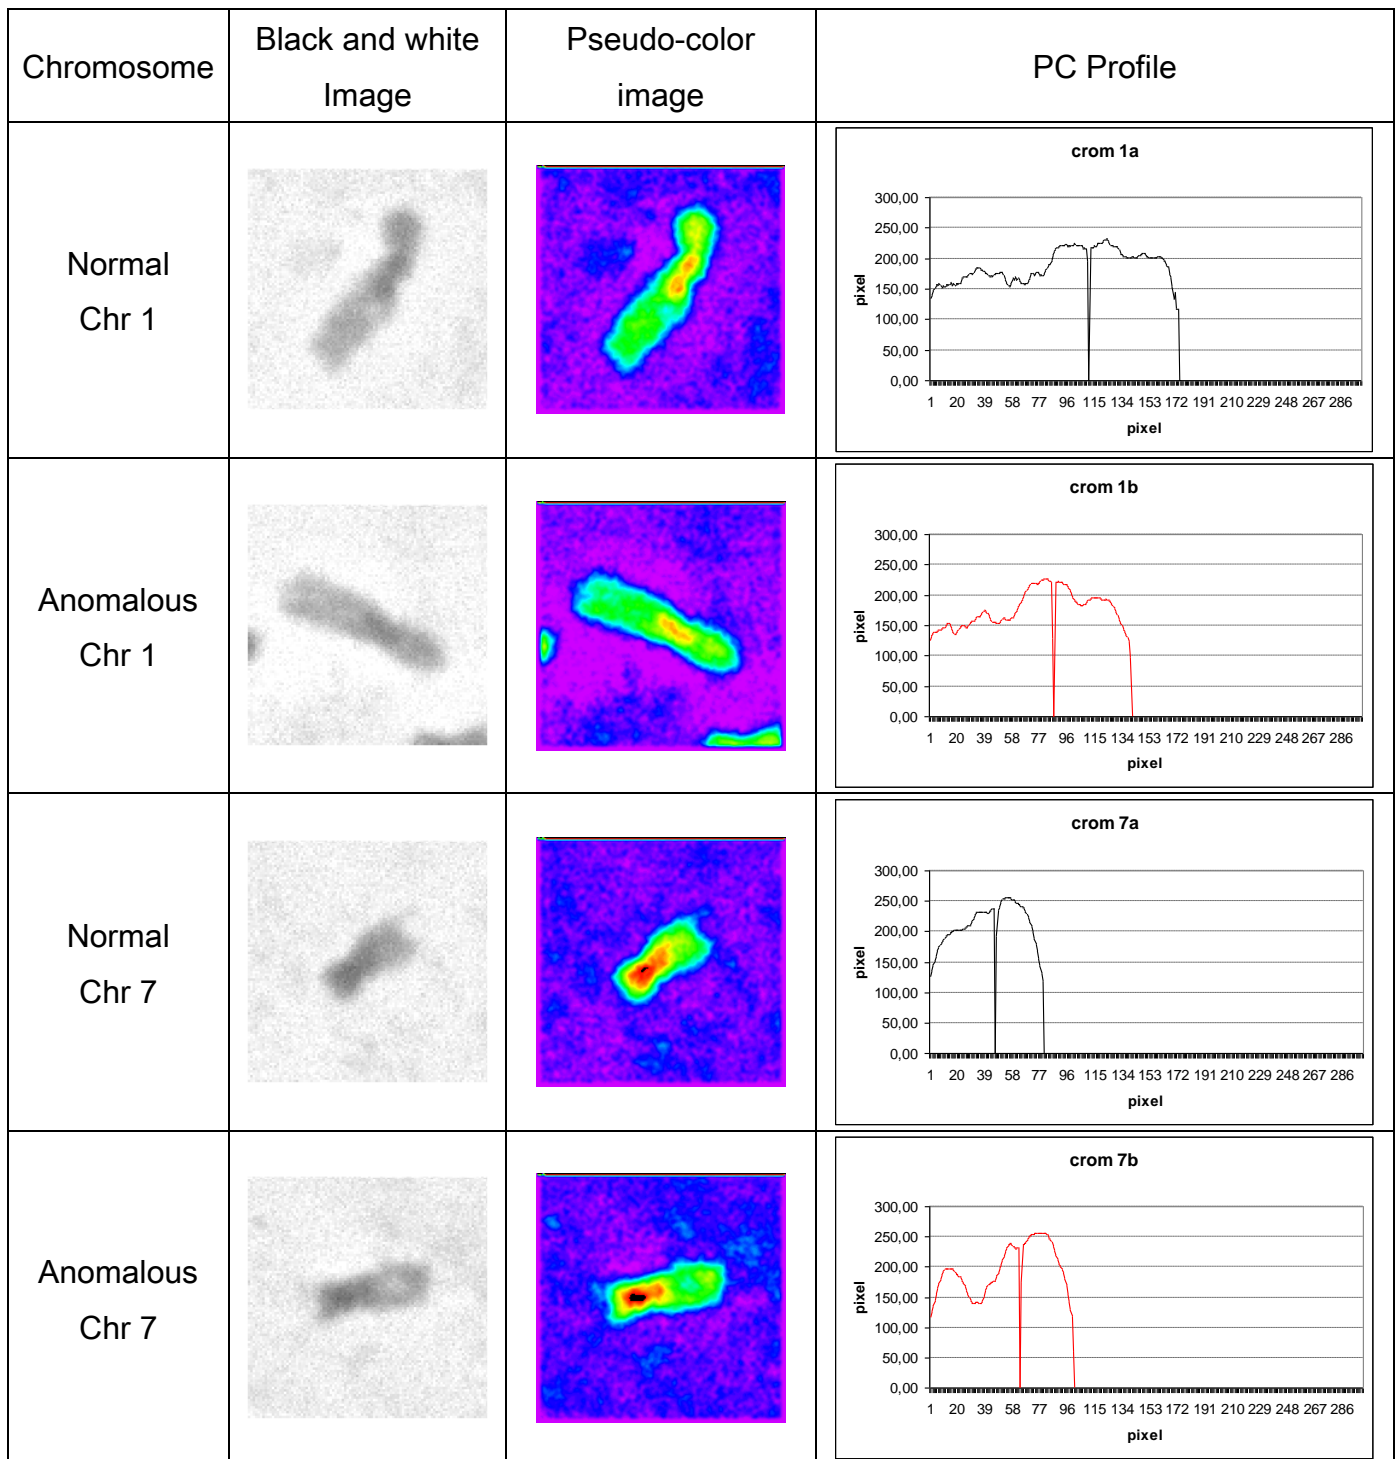 Chromosome
Black and white
Image
Pseudo-color
image
PC Profile
Normal
Chr 1
crom 1a
300,00
250,00
200,00
150,00
100,00
50,00
0,00
pixel
1 20 39 58 77 96 115 134 153 172 191 210 229 248 267 286
pixel
Anomalous
Chr 1
crom 1b
300,00
250,00
200,00
150,00
100,00
50,00
0,00
pixel
1 20 39 58 77 96 115 134 153 172 191 210 229 248 267 286
pixel
Normal
Chr 7
crom 7a
300,00
250,00
200,00
150,00
100,00
50,00
0,00
pixel
1 20 39 58 77 96 115 134 153 172 191 210 229 248 267 286
pixel
Anomalous
Chr 7
crom 7b
300,00
250,00
200,00
150,00
100,00
50,00
0,00
pixel
1 20 39 58 77 96 115 134 153 172 191 210 229 248 267 286
pixel